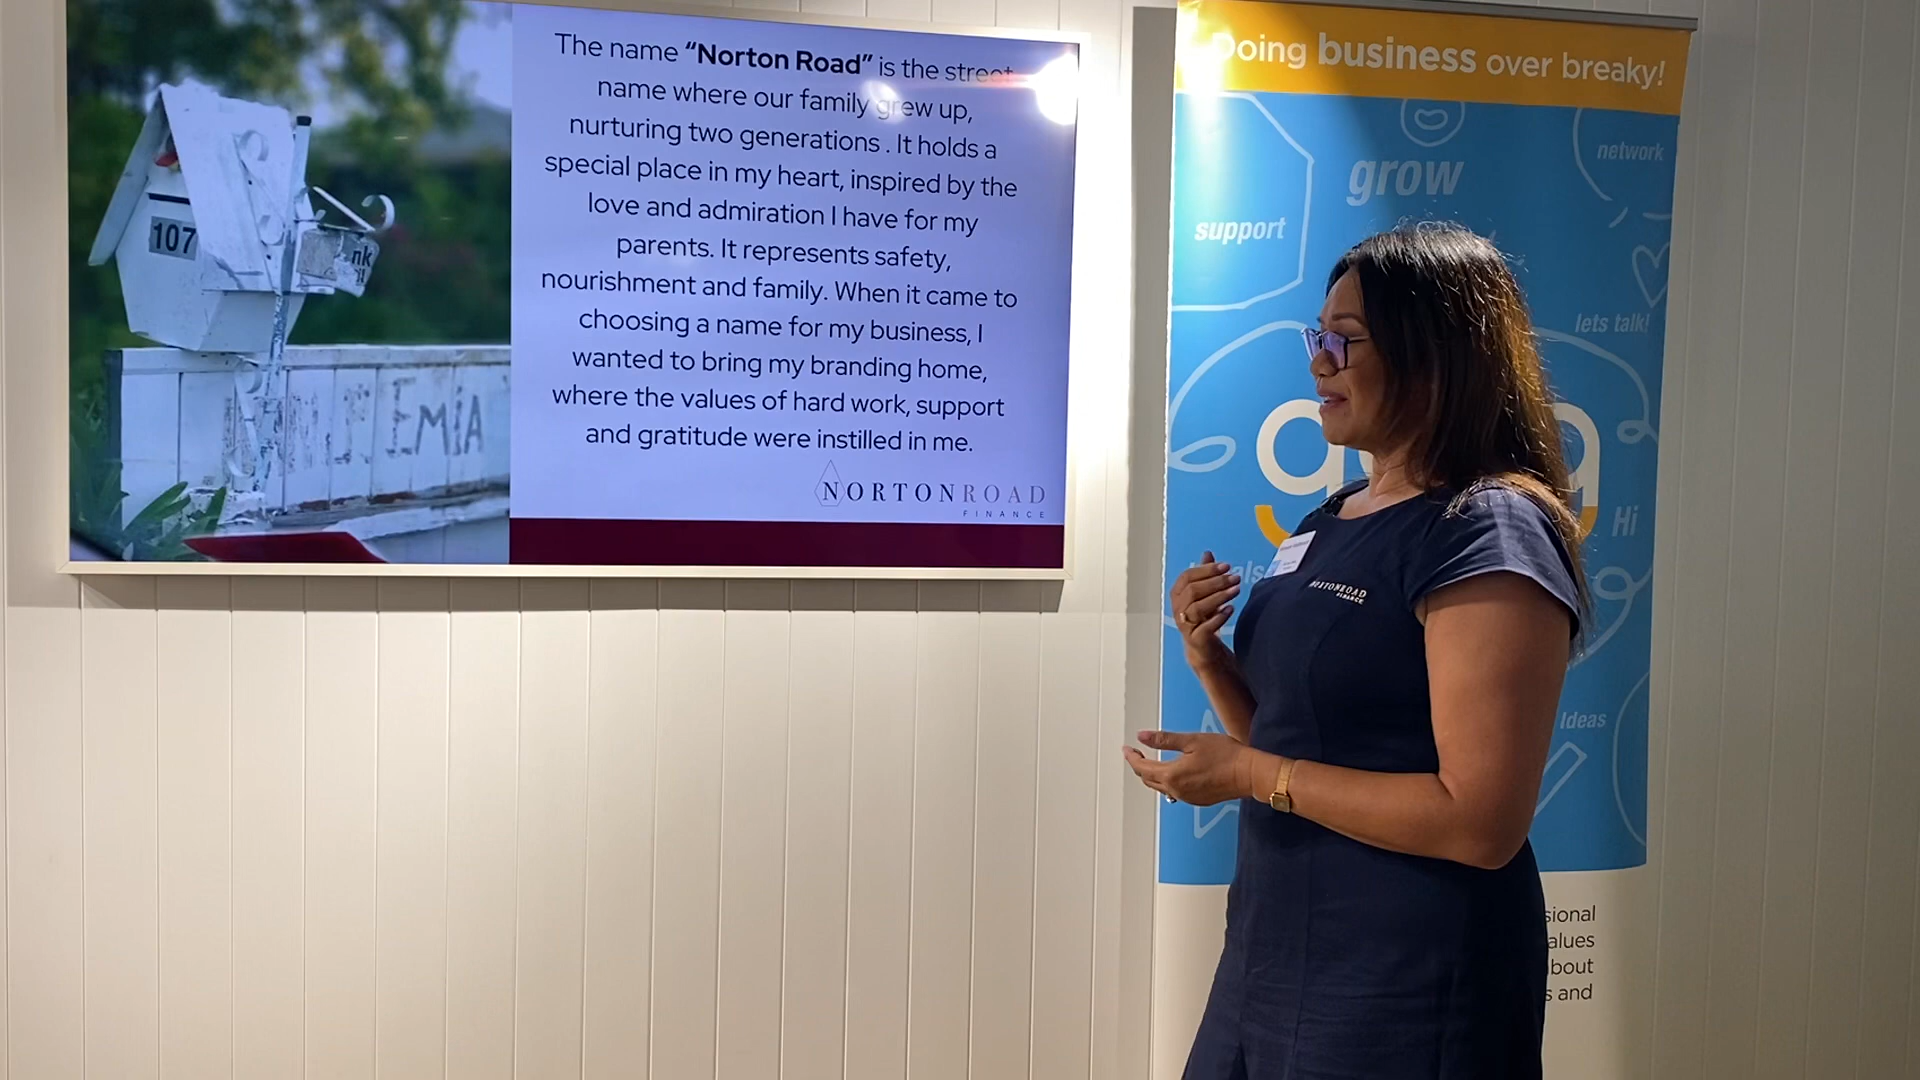 The name “Norton Road” is the street
name where our family grew up,
nurturing two generations . It holds a
special place in my heart, inspired by the
love and admiration I have for my
parents. It represents safety,
nourishment and family. When it came to
choosing a name for my business, I
wanted to bring my branding home,
where the values of hard work, support
and gratitude were instilled in me.
NORTONROAD
FINANCE
107
EMIA
Doing business over breaky!
network
grow
support
lets talk!
Hi
Ideas
NORTONROAD
FINANCE
about
and